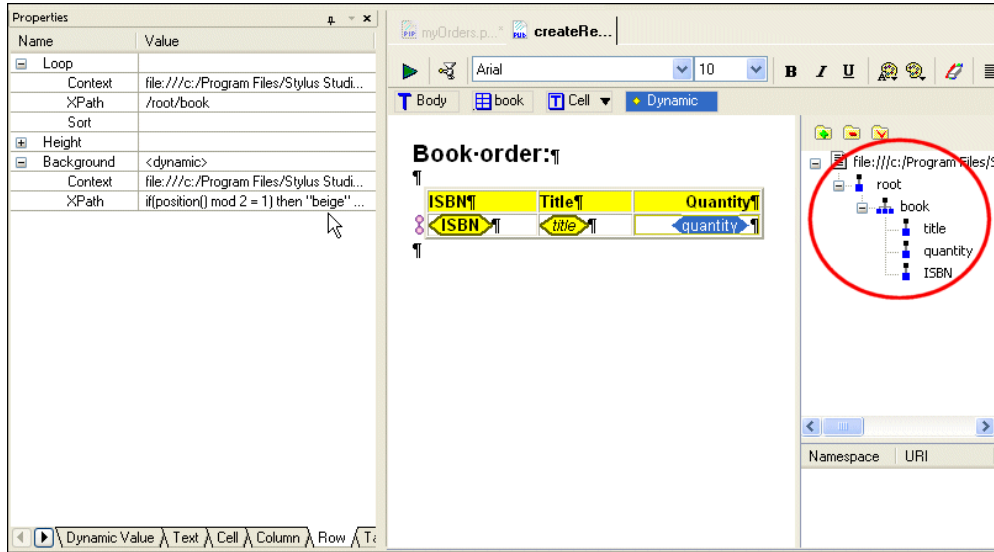 Properties
Name Value
Loop
Context file:///c:/Program Files/Stylus Studi...
XPath /root/book
Sort
Height
Background <dynamic>
Context file:///c:/Program Files/Stylus Studi...
XPath if(position() mod 2 = 1) then "beige" ...
Dynamic Value Text Cell Column Row Ta
myOrders.p...* createRe...
Arial 10 B I U
Body book Cell Dynamic
Book·order:¶
¶
ISBN¶ Title¶ Quantity¶
ISBN¶ title¶ quantity¶
¶
file:///c:/Program Files/S
root
book
title
quantity
ISBN
Namespace URI